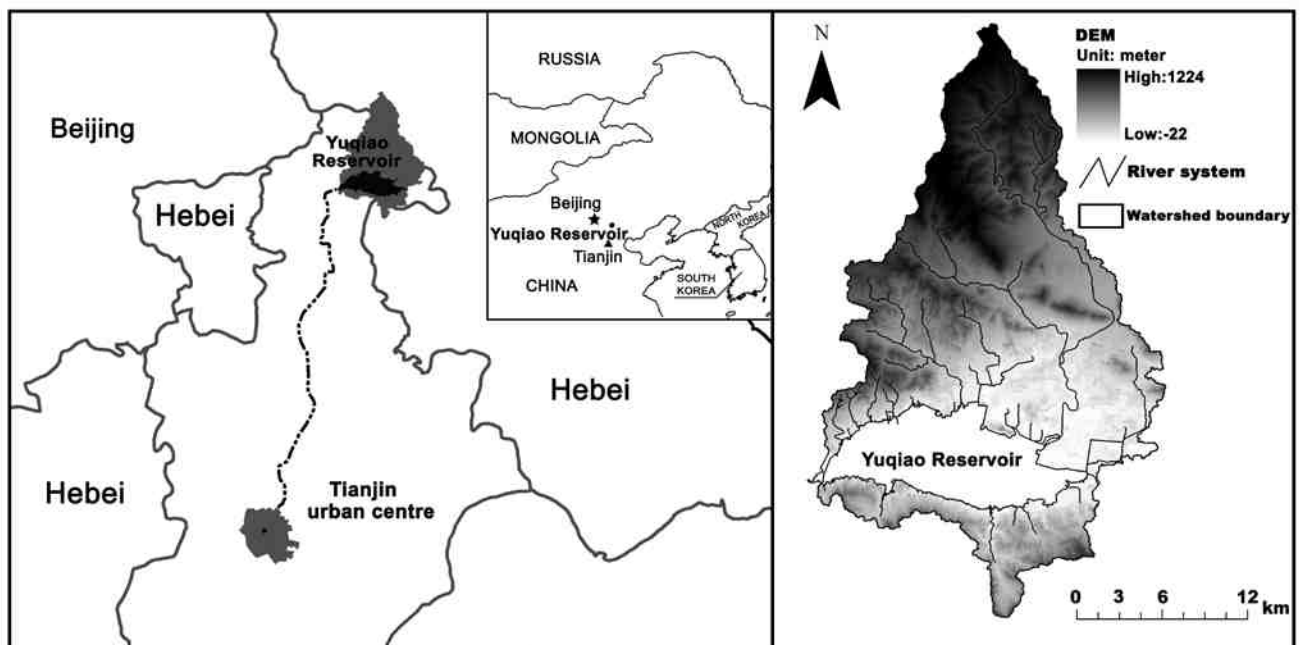 Beijing
Yuqiao
Reservoir
Hebei
Hebei
Hebei
Tianjin
urban centre
RUSSIA
MONGOLIA
Beijing
Yuqiao Reservoir
Tianjin
CHINA
NORTH
KOREA
SOUTH
KOREA
N
DEM
Unit: meter
High:1224
Low:-22
River system
Watershed boundary
Yuqiao Reservoir
0 3 6 12
km